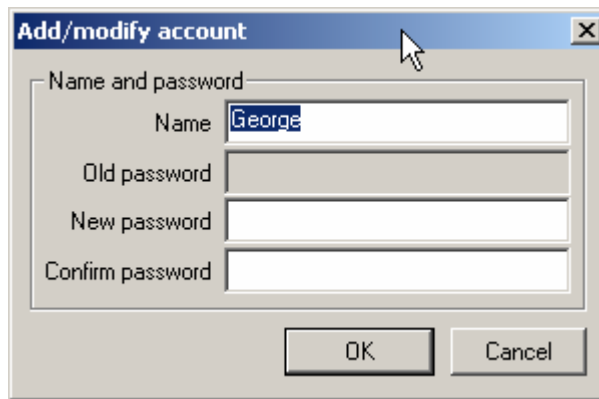 Add/modify account
Name and password
Name George
Old password
New password
Confirm password
OK Cancel